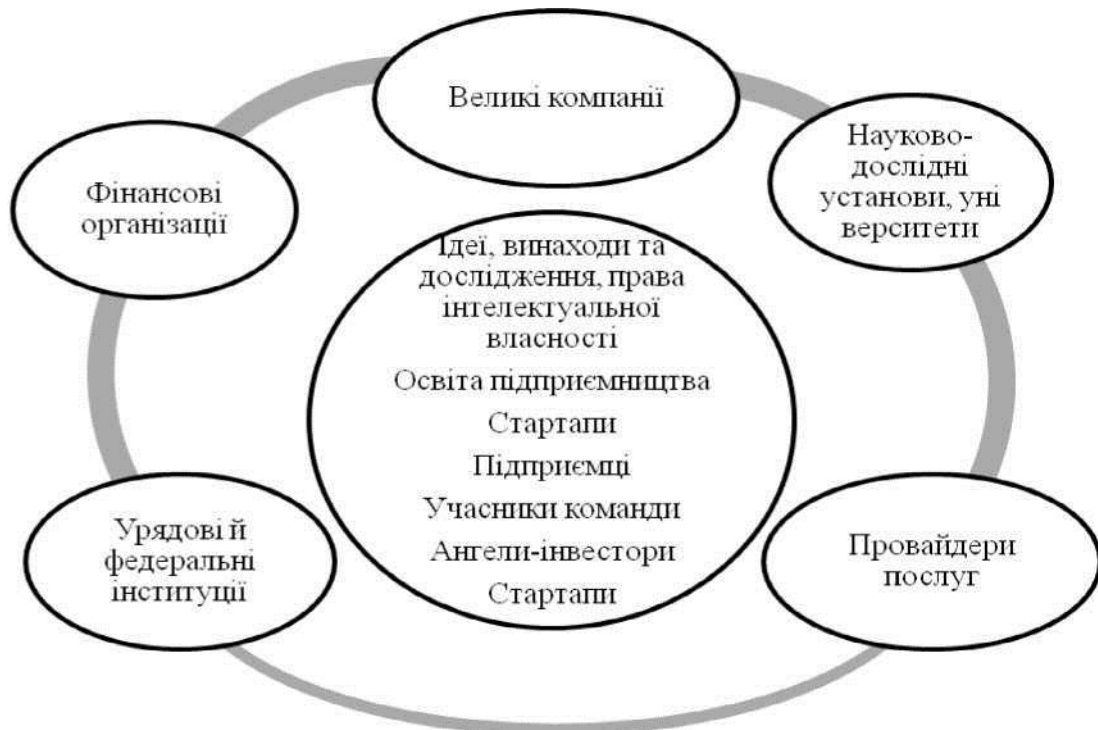 Великі компанії
Науково-
дослідні
установи, уні
верситети
Фінансові
організації
Ідеї, винаходи та
дослідження, права
інтелектуальної
власності
Освіта підприємництва
Стартапи
Підприємці
Учасники команди
Ангели-інвестори
Стартапи
Урядові й
федеральні
інституції
Провайдери
послуг